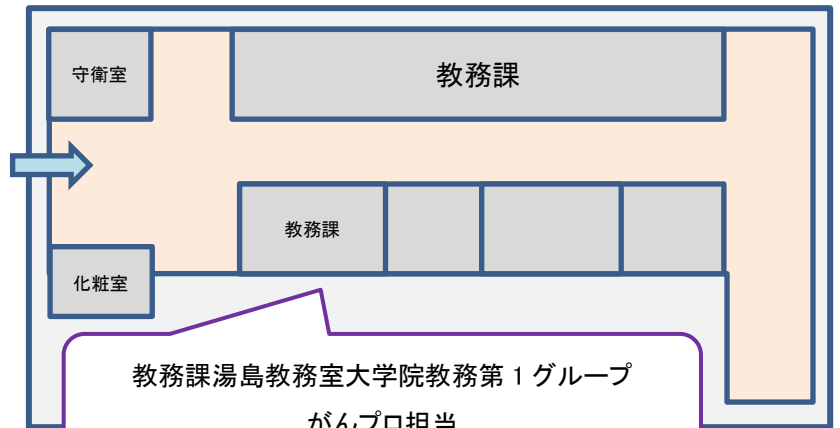 守衛室
教務課
教務課
化粧室
教務課湯島教務室大学院教務第1グループ
がんプロ担当